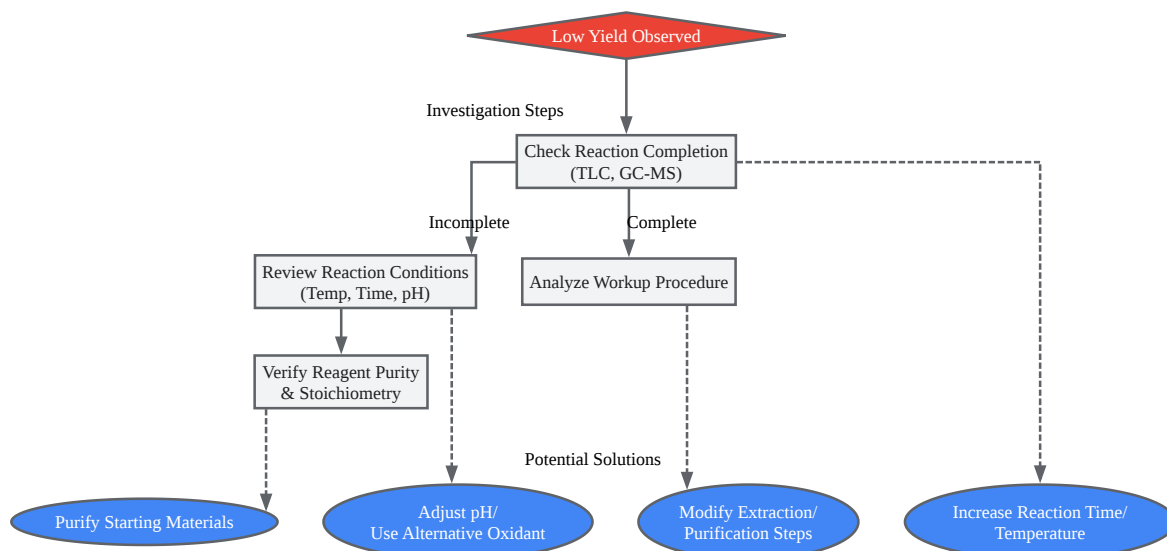 Low Yield Observed
Investigation Steps
Check Reaction Completion
(TLC, GC-MS)
Incomplete
Complete
Review Reaction Conditions
(Temp, Time, pH)
Analyze Workup Procedure
Verify Reagent Purity
& Stoichiometry
Potential Solutions
Purify Starting Materials
Adjust pH/
Use Alternative Oxidant
Modify Extraction/
Purification Steps
Increase Reaction Time/
Temperature